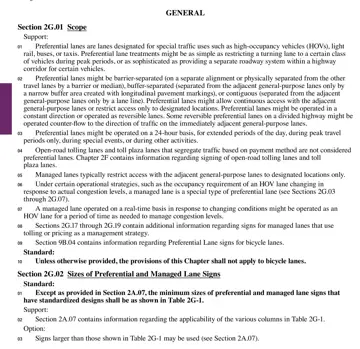 GENERAL
Section 2G.01 Scope
Support:
01 Preferential lanes are lanes designated for special traffic uses such as high-occupancy vehicles (HOVs), light
rail, buses, taxis. Preferential lane treatments might be as simple as restricting a turning lane to a certain class
of vehicles during peak periods, or as sophisticated as providing a separate roadway system within a highway
corridor for certain vehicles.
02 Preferential lanes might be barrier-separated (on a separate alignment or physically separated from the other
travel lanes by a barrier or median), buffer-separated (separated from the adjacent general-purpose lanes only by
a narrow buffer area created with longitudinal pavement markings), or contiguous (separated from the adjacent
general-purpose lanes only by a lane line). Preferential lanes might allow continuous access with the adjacent
general-purpose lanes or restrict access only to designated locations. Preferential lanes might be operated in a
constant direction or operated as reversible lanes. Some reversible preferential lanes on a divided highway might be
operated counter-flow to the direction of traffic on the immediately adjacent general-purpose lanes.
03 Preferential lanes might be operated on a 24-hour basis, for extended periods of the day, during peak travel
periods only, during special events, or during other activities.
04 Open-road tolling lanes and toll plaza lanes that segregate traffic based on payment method are not considered
preferential lanes. Chapter 2F contains information regarding signing of open-road tolling lanes and toll
plaza lanes.
05 Managed lanes typically restrict access with the adjacent general-purpose lanes to designated locations only.
06 Under certain operational strategies, such as the occupancy requirement of an HOV lane changing in
response to actual congestion levels, a managed lane is a special type of preferential lane (see Sections 2G.03
through 2G.07).
07 A managed lane operated on a real-time basis in response to changing conditions might be operated as an
HOV lane for a period of time as needed to manage congestion levels.
08 Sections 2G.17 through 2G.19 contain additional information regarding signs for managed lanes that use
tolling or pricing as a management strategy.
09 Section 9B.04 contains information regarding Preferential Lane signs for bicycle lanes.
Standard:
10 Unless otherwise provided, the provisions of this Chapter shall not apply to bicycle lanes.
Section 2G.02 Sizes of Preferential and Managed Lane Signs
Standard:
01 Except as provided in Section 2A.07, the minimum sizes of preferential and managed lane signs that
have standardized designs shall be as shown in Table 2G-1.
Support:
02 Section 2A.07 contains information regarding the applicability of the various columns in Table 2G-1.
Option:
03 Signs larger than those shown in Table 2G-1 may be used (see Section 2A.07).